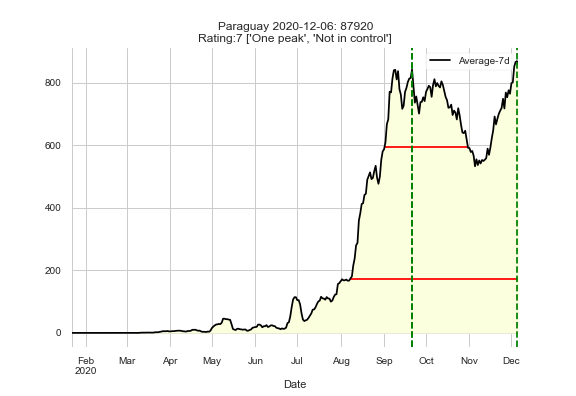 Paraguay 2020-12-06: 87920
Rating:7 ['One peak', 'Not in control']
Average-7d
800
600
400
200
0
Feb Mar Apr May Jun Jul Aug Sep Oct Nov Dec
2020
Date